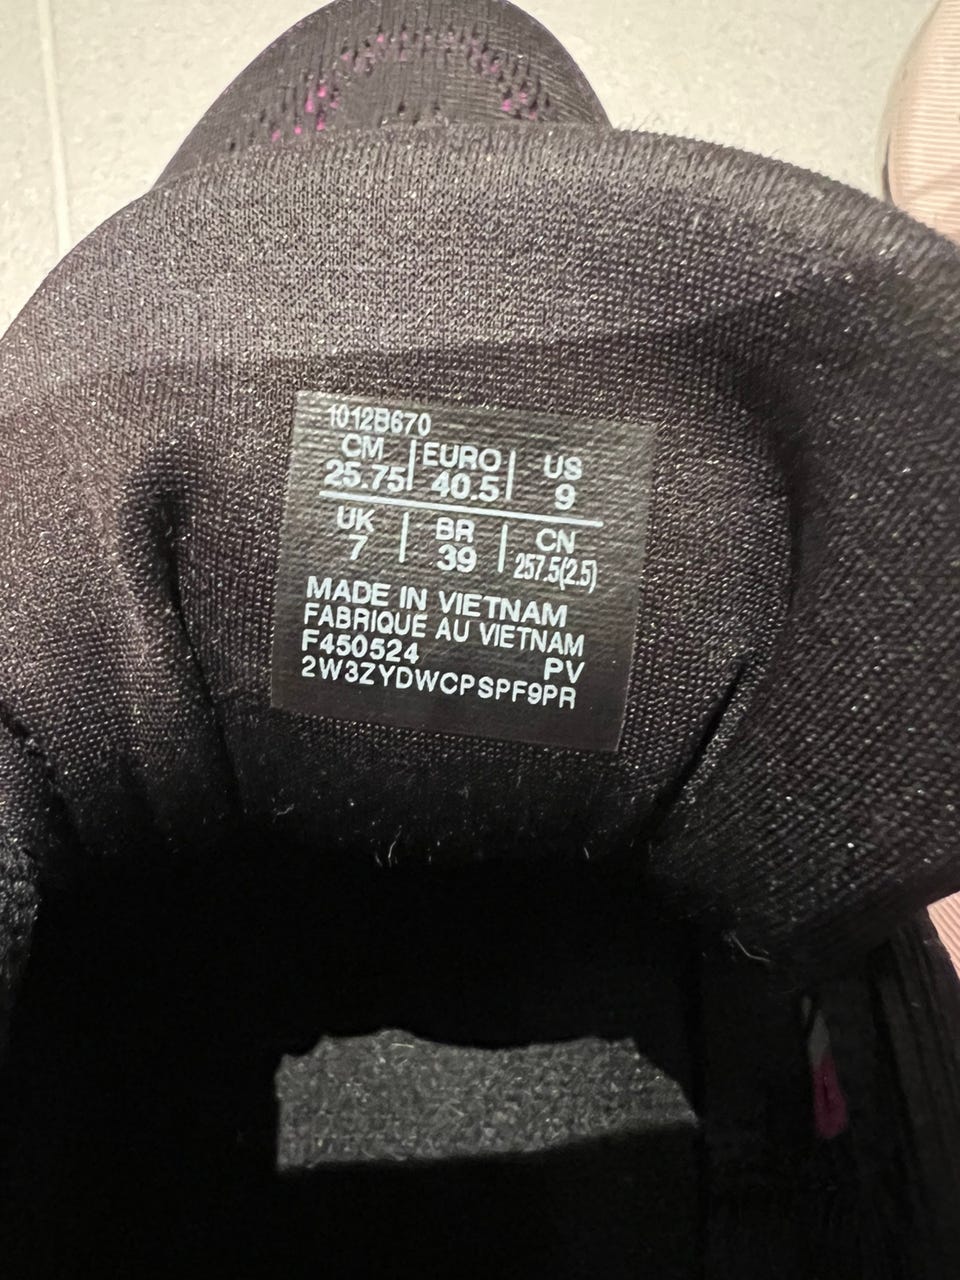 1012B670
CM | EURO | US
25.75 | 40.5 | 9
UK | BR | CN
7 | 39 | 257.5(2.5)
MADE IN VIETNAM
FABRIQUE AU VIETNAM
F450524 PV
2W3ZYDWCPSPF9PR